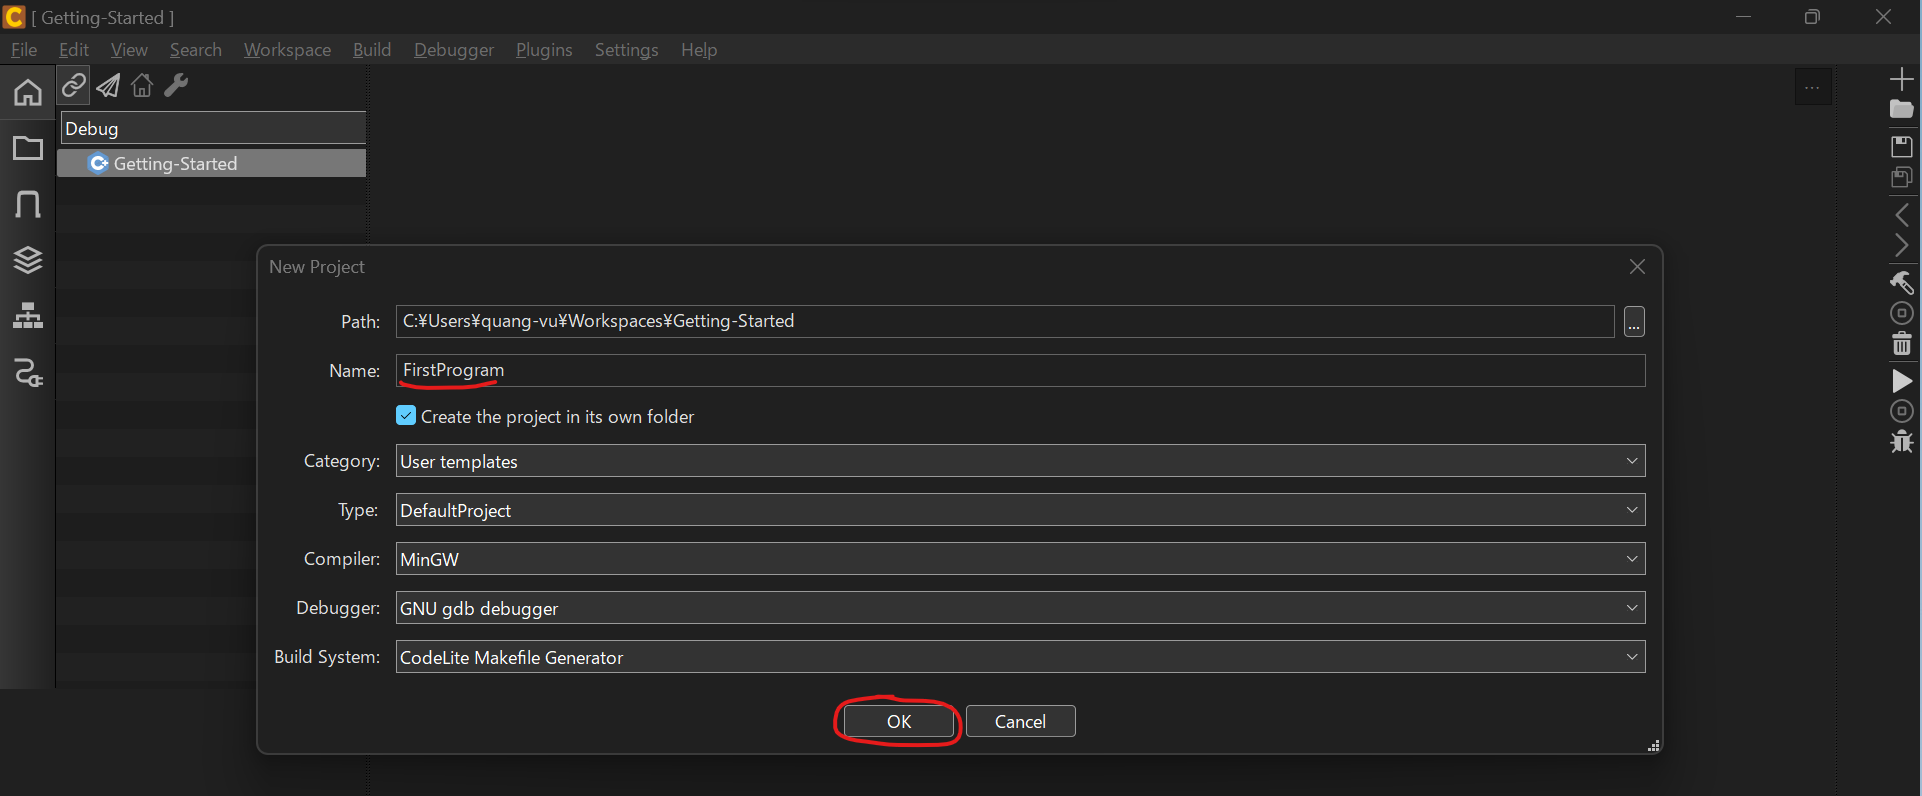 [ Getting-Started ]
File Edit View Search Workspace Build Debugger Plugins Settings Help
Debug
Getting-Started
New Project
Path: C:¥Users¥quang-vu¥Workspaces¥Getting-Started ...
Name: FirstProgram
Create the project in its own folder
Category: User templates
Type: DefaultProject
Compiler: MinGW
Debugger: GNU gdb debugger
Build System: CodeLite Makefile Generator
OK Cancel